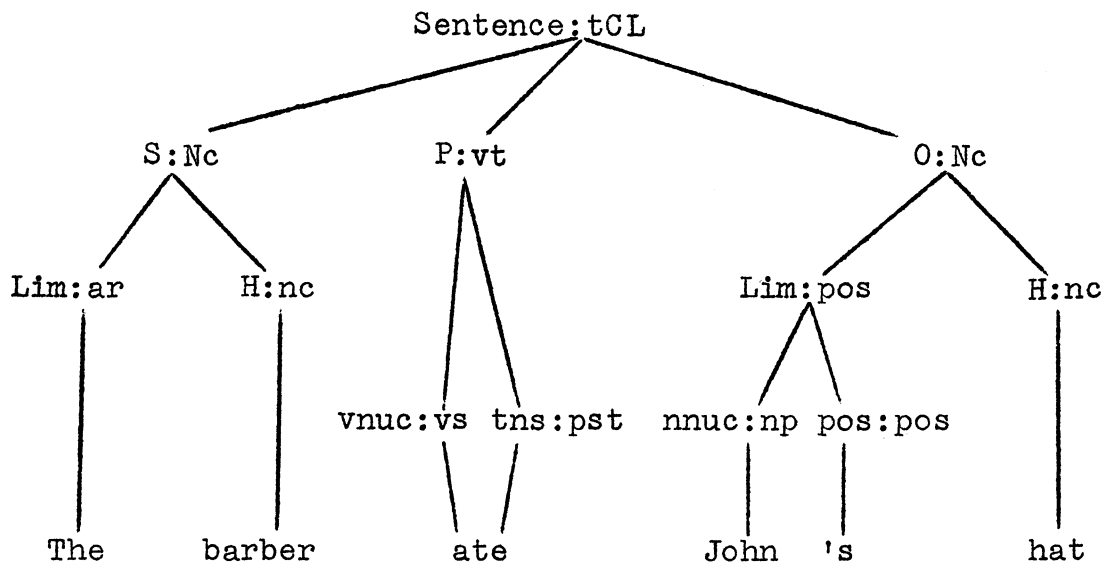 Sentence:tCL
S:Nc P:vt O:Nc
Lim:ar H:nc Lim:pos H:nc
vnuc:vs tns:pst nnuc:np pos:pos
The barber ate John 's hat